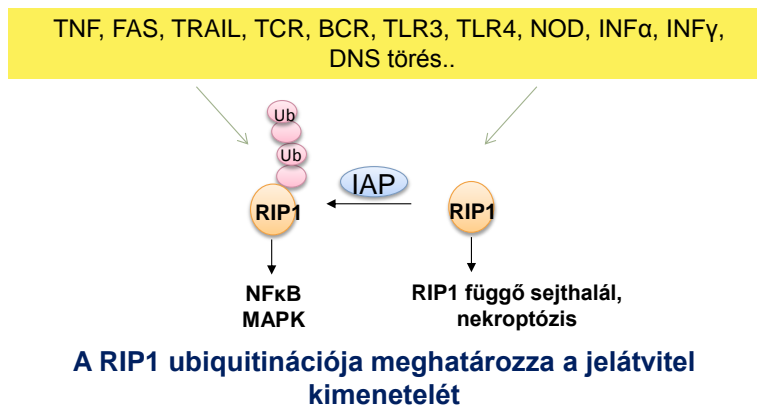 TNF, FAS, TRAIL, TCR, BCR, TLR3, TLR4, NOD, INFα, INFγ,
DNS törés..
Ub
Ub
IAP
RIP1
RIP1
NFκB
MAPK
RIP1 függő sejthalál,
nekroptózis
A RIP1 ubiquitinációja meghatározza a jelátvitel
kimenetelét